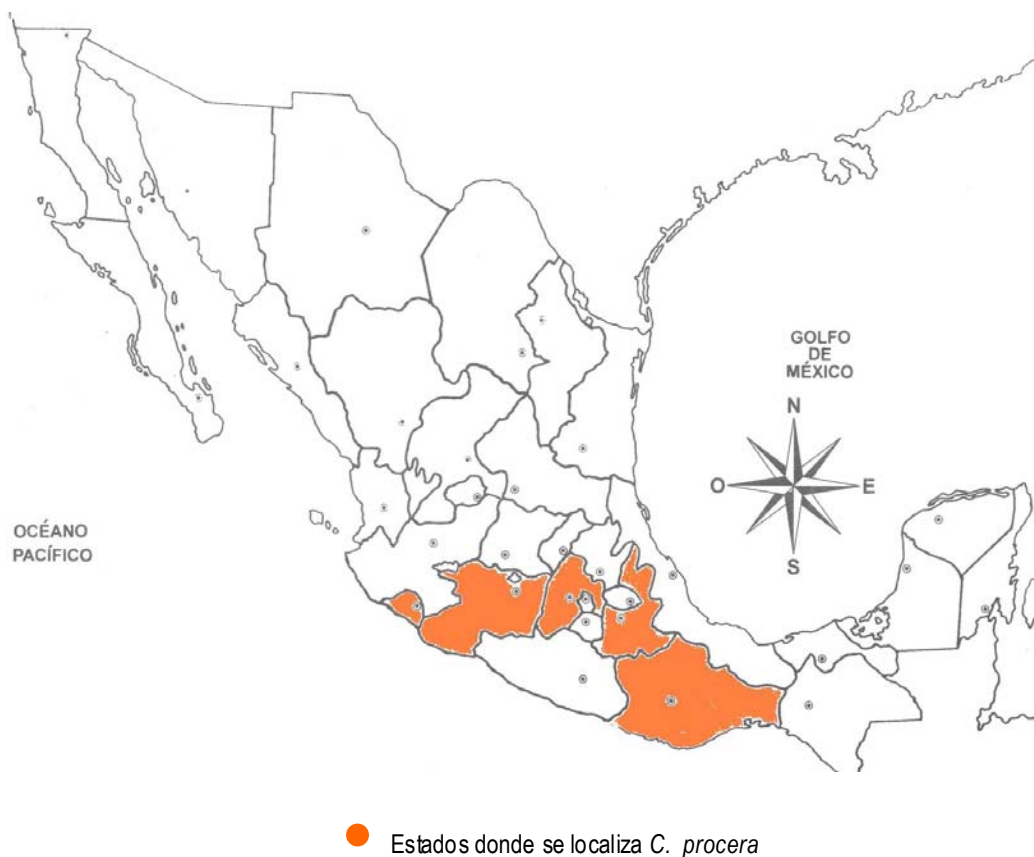 GOLFO
DE
MÉXICO
N
O
E
S
OCÉANO
PACÍFICO
Estados donde se localiza C. procera